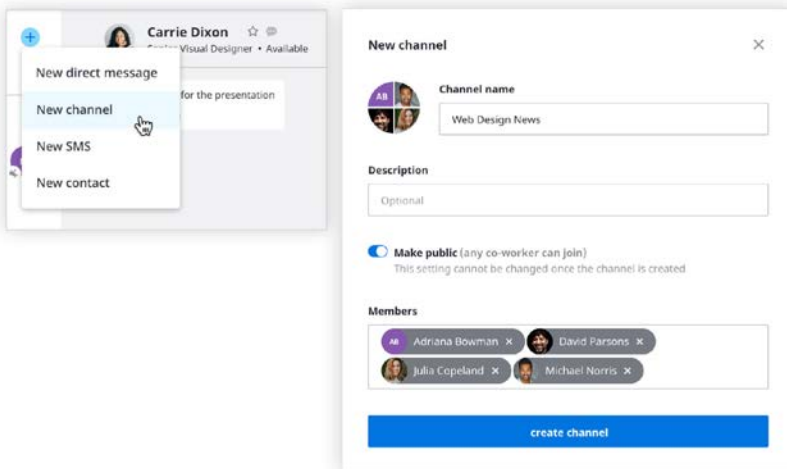 Carrie Dixon
Senior Visual Designer • Available
for the presentation
New direct message
New channel
New SMS
New contact
New channel
AB
Channel name
Web Design News
Description
Optional
Make public (any co-worker can join)
This setting cannot be changed once the channel is created
Members
AB Adriana Bowman × David Parsons ×
Julia Copeland × Michael Norris ×
create channel